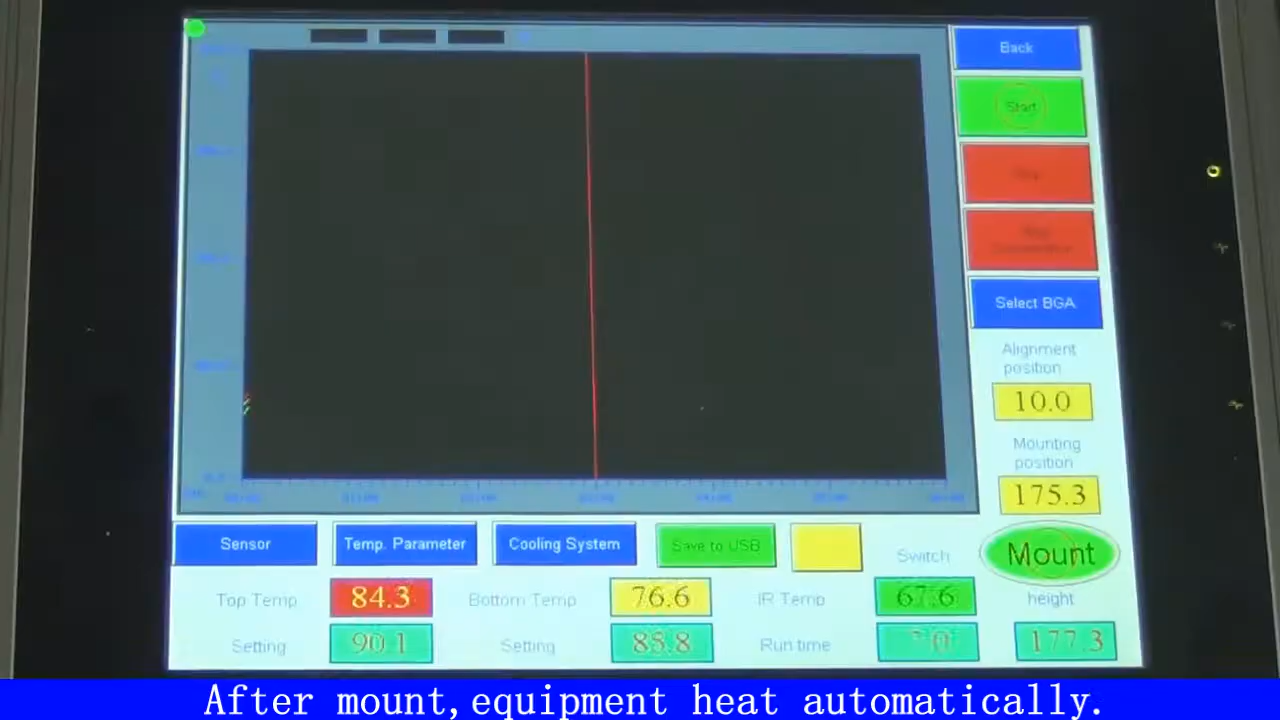 Back
Start
Select BGA
Alignment
position
10.0
Mounting
position
175.3
Sensor
Temp. Parameter
Cooling System
Save to USB
Switch
Mount
Top Temp
84.3
Bottom Temp
76.6
IR Temp
67.6
height
Setting
90.1
Setting
Run time
177.3
After mount,equipment heat automatically.